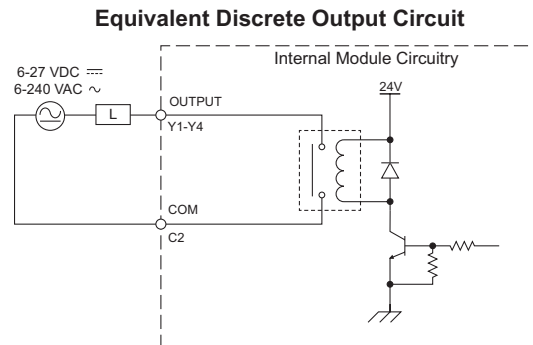 Equivalent Discrete Output Circuit
Internal Module Circuitry
6-27 VDC ⎓
6-240 VAC ∿
24V
L
OUTPUT
Y1-Y4
COM
C2